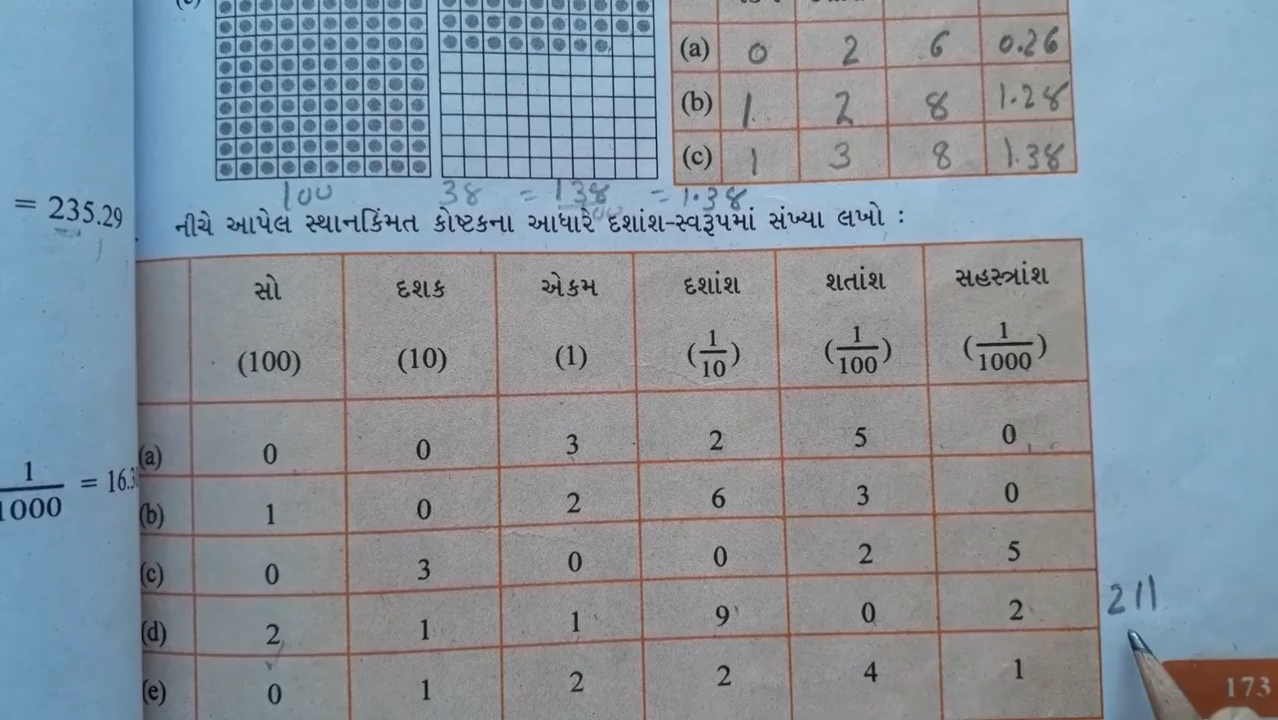 (a) 0 2 6 0.26
(b) 1 2 8 1.28
(c) 1 3 8 1.38
100 38 = 138 = 1.38
= 235.29
નીચે આપેલ સ્થાનકિંમત કોષ્ટકના આધારે દશાંશ-સ્વરૂપમાં સંખ્યા લખો :
સો દશક એકમ દશાંશ શતાંશ સહસ્ત્રાંશ
(100) (10) (1) (1/10) (1/100) (1/1000)
(a) 0 0 3 2 5 0
1/1000 = 16.3
(b) 1 0 2 6 3 0
(c) 0 3 0 0 2 5
(d) 2 1 1 9 0 2 211
(e) 0 1 2 2 4 1
173